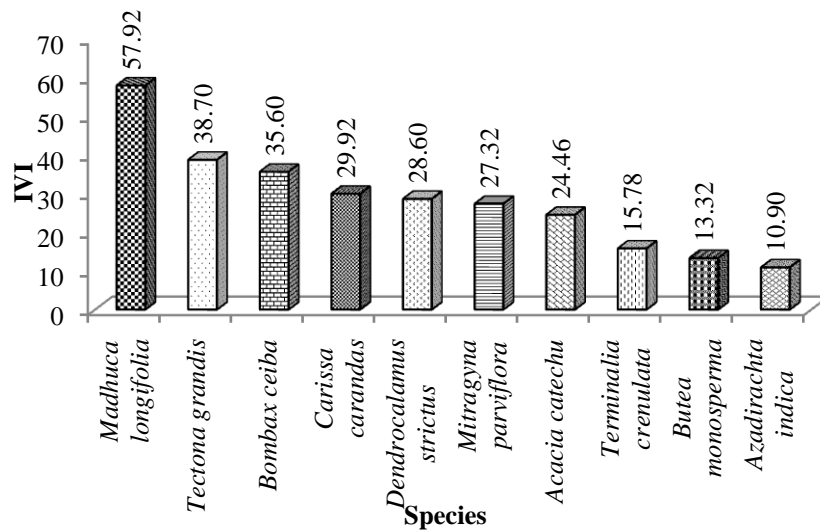 IVI
70
60
50
40
30
20
10
0
57.92
38.70
35.60
29.92
28.60
27.32
24.46
15.78
13.32
10.90
Madhuca
longifolia
Tectona grandis
Bombax ceiba
Carissa
carandas
Dendrocalamus
strictus
Mitragyna
parviflora
Acacia catechu
Terminalia
crenulata
Butea
monosperma
Azadirachta
indica
Species